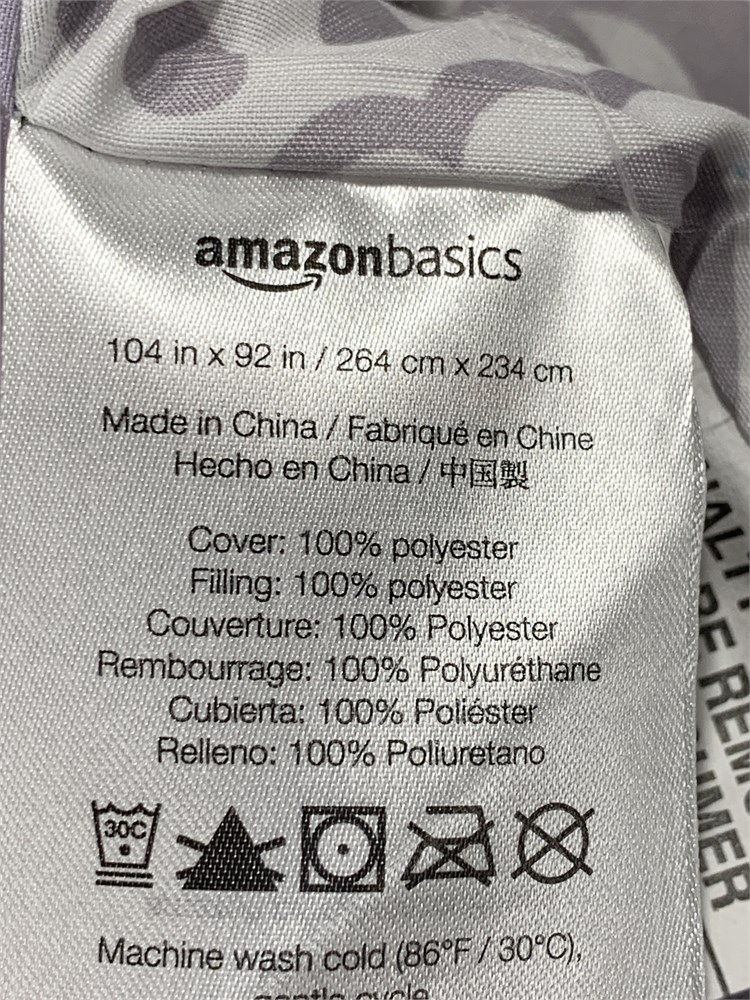 amazonbasics
104 in x 92 in / 264 cm x 234 cm
Made in China / Fabriqué en Chine
Hecho en China / 中国製
Cover: 100% polyester
Filling: 100% polyester
Couverture: 100% Polyester
Rembourrage: 100% Polyuréthane
Cubierta: 100% Poliéster
Relleno: 100% Poliuretano
30C
Machine wash cold (86°F / 30°C),
gentle cycle